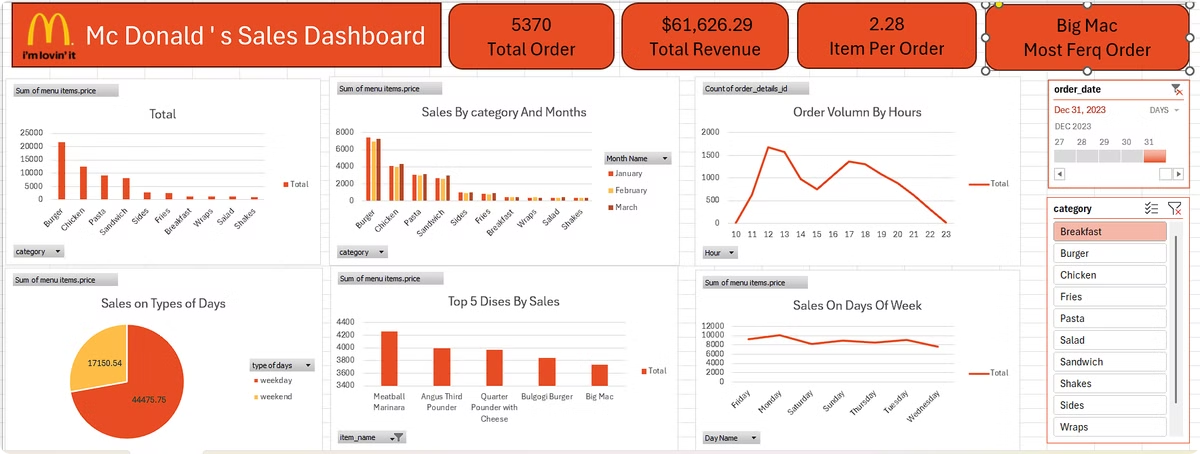 i'm lovin' it
Mc Donald 's Sales Dashboard
5370
Total Order
$61,626.29
Total Revenue
2.28
Item Per Order
Big Mac
Most Ferq Order
Sum of menu items.price
Total
25000
20000
15000
10000
5000
0
Burger
Chicken
Pasta
Sandwich
Sides
Fries
Breakfast
Wraps
Salad
Shakes
Total
category
Sum of menu items.price
Sales By category And Months
8000
6000
4000
2000
0
Burger
Chicken
Pasta
Sandwich
Sides
Fries
Breakfast
Wraps
Salad
Shakes
Month Name
January
February
March
category
Count of order_details_id
Order Volumn By Hours
2000
1500
1000
500
0
10 11 12 13 14 15 16 17 18 19 20 21 22 23
Total
Hour
order_date
Dec 31, 2023
DAYS
DEC 2023
27 28 29 30 31
category
Breakfast
Burger
Chicken
Fries
Pasta
Salad
Sandwich
Shakes
Sides
Wraps
Sum of menu items.price
Sales on Types of Days
17150.54
44475.75
type of days
weekday
weekend
Sum of menu items.price
Top 5 Dises By Sales
4400
4200
4000
3800
3600
3400
Meatball Marinara
Angus Third Pounder
Quarter Pounder with Cheese
Bulgogi Burger
Big Mac
Total
item_name
Sum of menu items.price
Sales On Days Of Week
12000
10000
8000
6000
4000
2000
0
Friday
Monday
Saturday
Sunday
Thursday
Tuesday
Wednesday
Total
Day Name